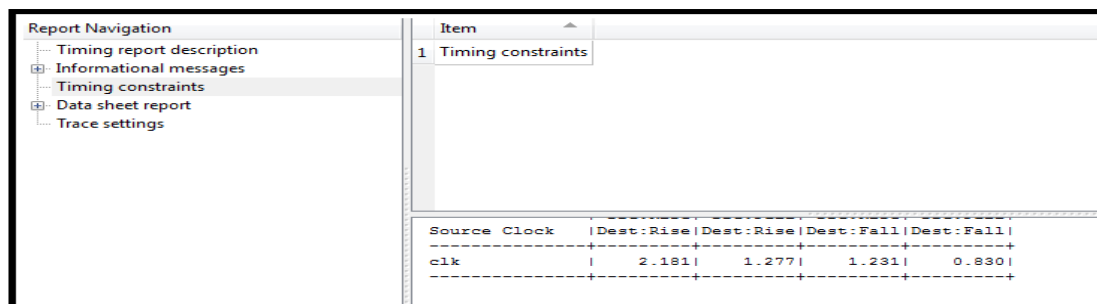 Report Navigation
Timing report description
Informational messages
Timing constraints
Data sheet report
Trace settings
Item
1 Timing constraints
Source Clock |Dest:Rise|Dest:Rise|Dest:Fall|Dest:Fall|
---------------+---------+---------+---------+---------+
clk | 2.181| 1.277| 1.231| 0.830|
---------------+---------+---------+---------+---------+